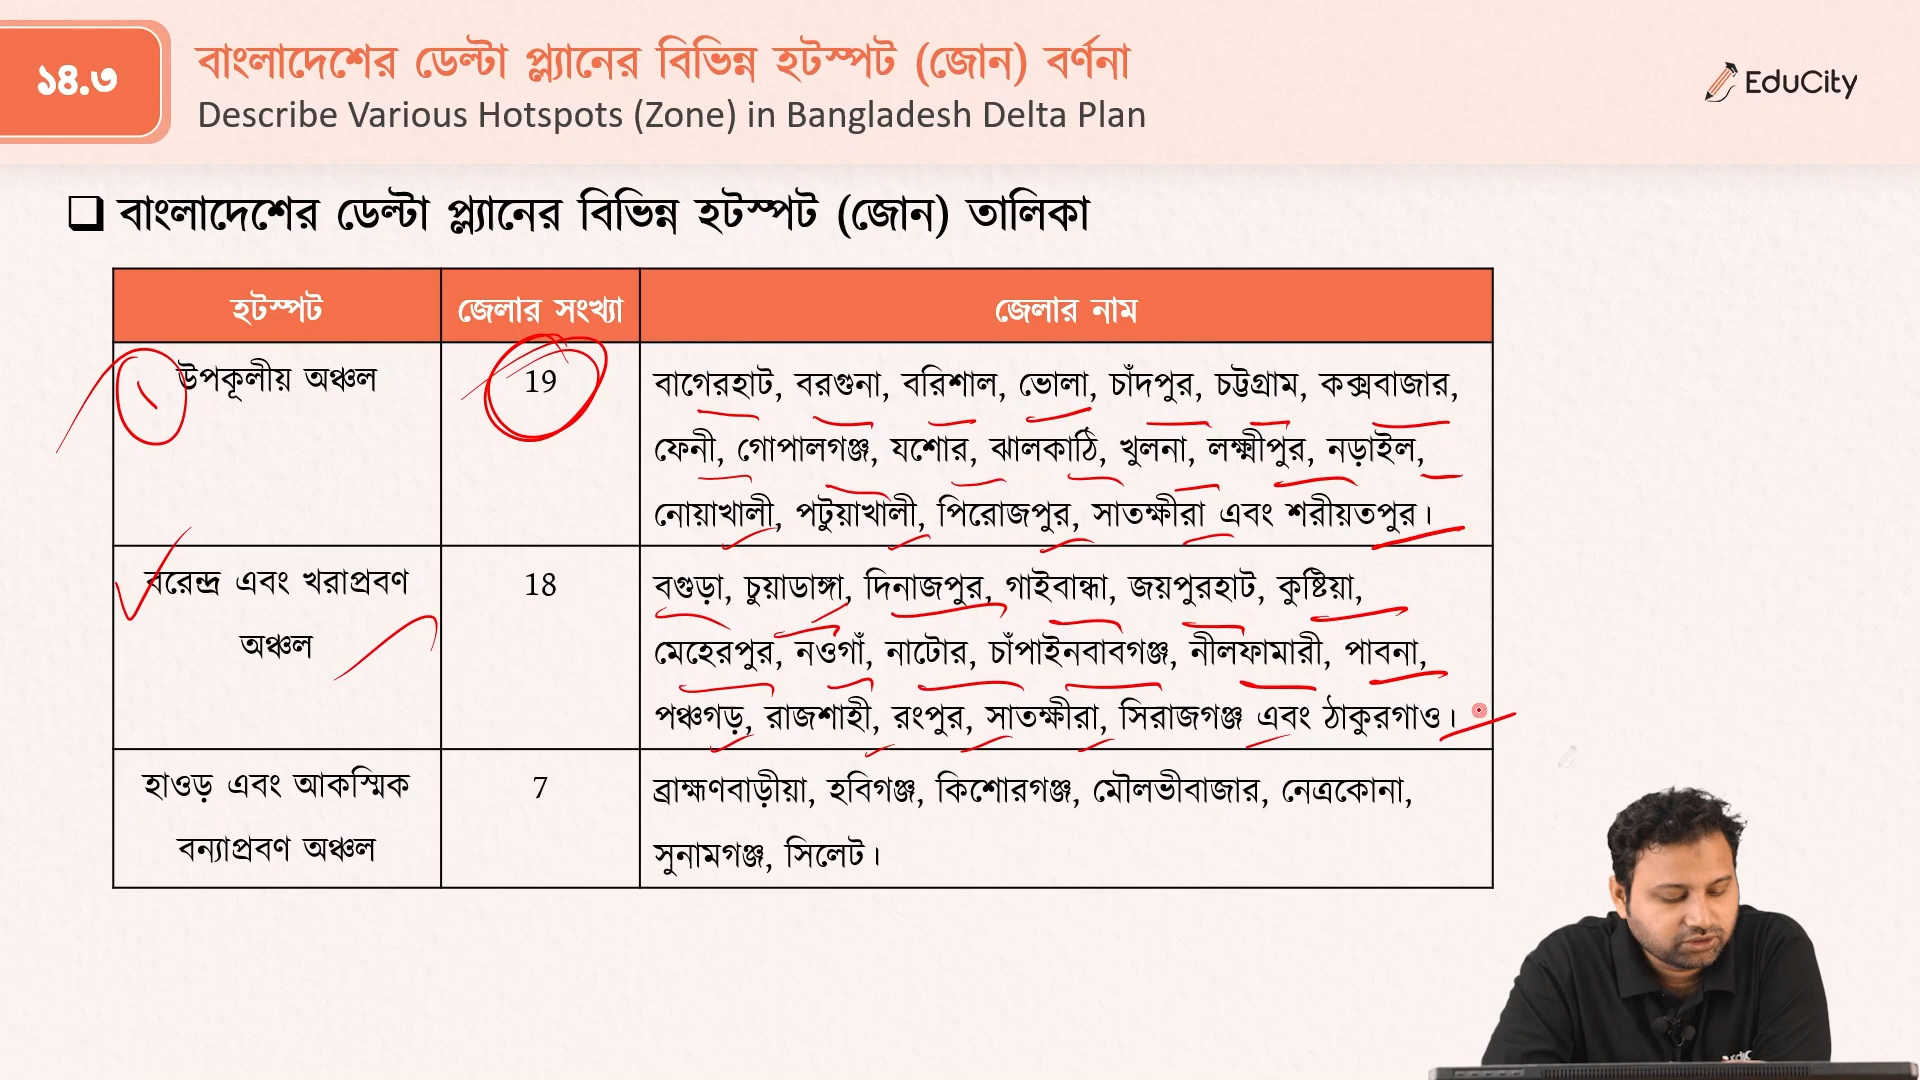 ১৪.৩
বাংলাদেশের ডেল্টা প্ল্যানের বিভিন্ন হটস্পট (জোন) বর্ণনা
Describe Various Hotspots (Zone) in Bangladesh Delta Plan
EduCity
বাংলাদেশের ডেল্টা প্ল্যানের বিভিন্ন হটস্পট (জোন) তালিকা
হটস্পট জেলার সংখ্যা জেলার নাম
উপকূলীয় অঞ্চল 19 বাগেরহাট, বরগুনা, বরিশাল, ভোলা, চাঁদপুর, চট্টগ্রাম, কক্সবাজার,
ফেনী, গোপালগঞ্জ, যশোর, ঝালকাঠি, খুলনা, লক্ষ্মীপুর, নড়াইল,
নোয়াখালী, পটুয়াখালী, পিরোজপুর, সাতক্ষীরা এবং শরীয়তপুর।
বরেন্দ্র এবং খরাপ্রবণ 18 বগুড়া, চুয়াডাঙ্গা, দিনাজপুর, গাইবান্ধা, জয়পুরহাট, কুষ্টিয়া,
অঞ্চল মেহেরপুর, নওগাঁ, নাটোর, চাঁপাইনবাবগঞ্জ, নীলফামারী, পাবনা,
পঞ্চগড়, রাজশাহী, রংপুর, সাতক্ষীরা, সিরাজগঞ্জ এবং ঠাকুরগাও।
হাওড় এবং আকস্মিক 7 ব্রাহ্মণবাড়ীয়া, হবিগঞ্জ, কিশোরগঞ্জ, মৌলভীবাজার, নেত্রকোনা,
বন্যাপ্রবণ অঞ্চল সুনামগঞ্জ, সিলেট।